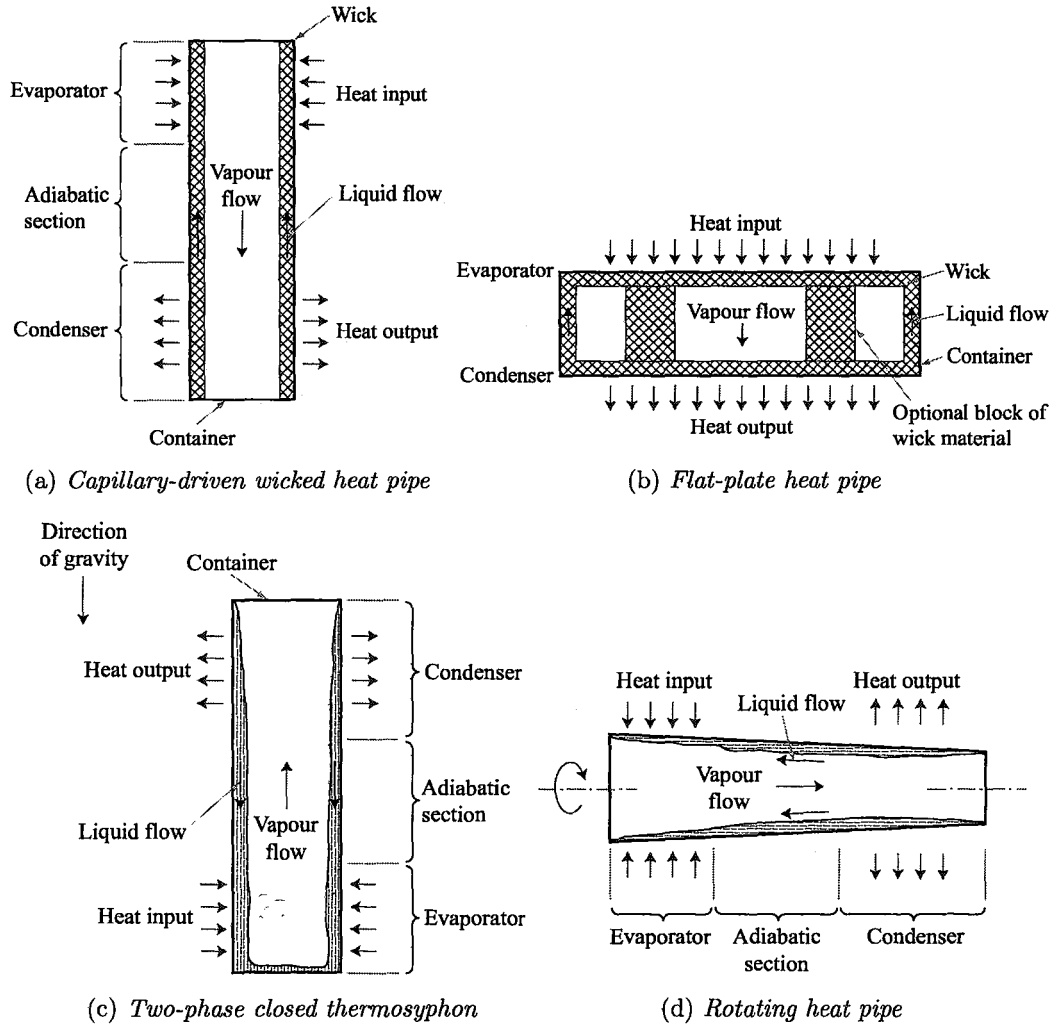 Wick
Evaporator
Heat input
Vapour
flow
Adiabatic
section
Liquid flow
Condenser
Heat output
Container
(a) Capillary-driven wicked heat pipe
Heat input
Evaporator
Wick
Vapour flow
Liquid flow
Container
Condenser
Heat output
Optional block of
wick material
(b) Flat-plate heat pipe
Direction
of gravity
Container
Heat output
Condenser
Adiabatic
section
Liquid flow
Vapour
flow
Heat input
Evaporator
(c) Two-phase closed thermosyphon
Heat input
Heat output
Liquid flow
Vapour
flow
Evaporator
Adiabatic
section
Condenser
(d) Rotating heat pipe